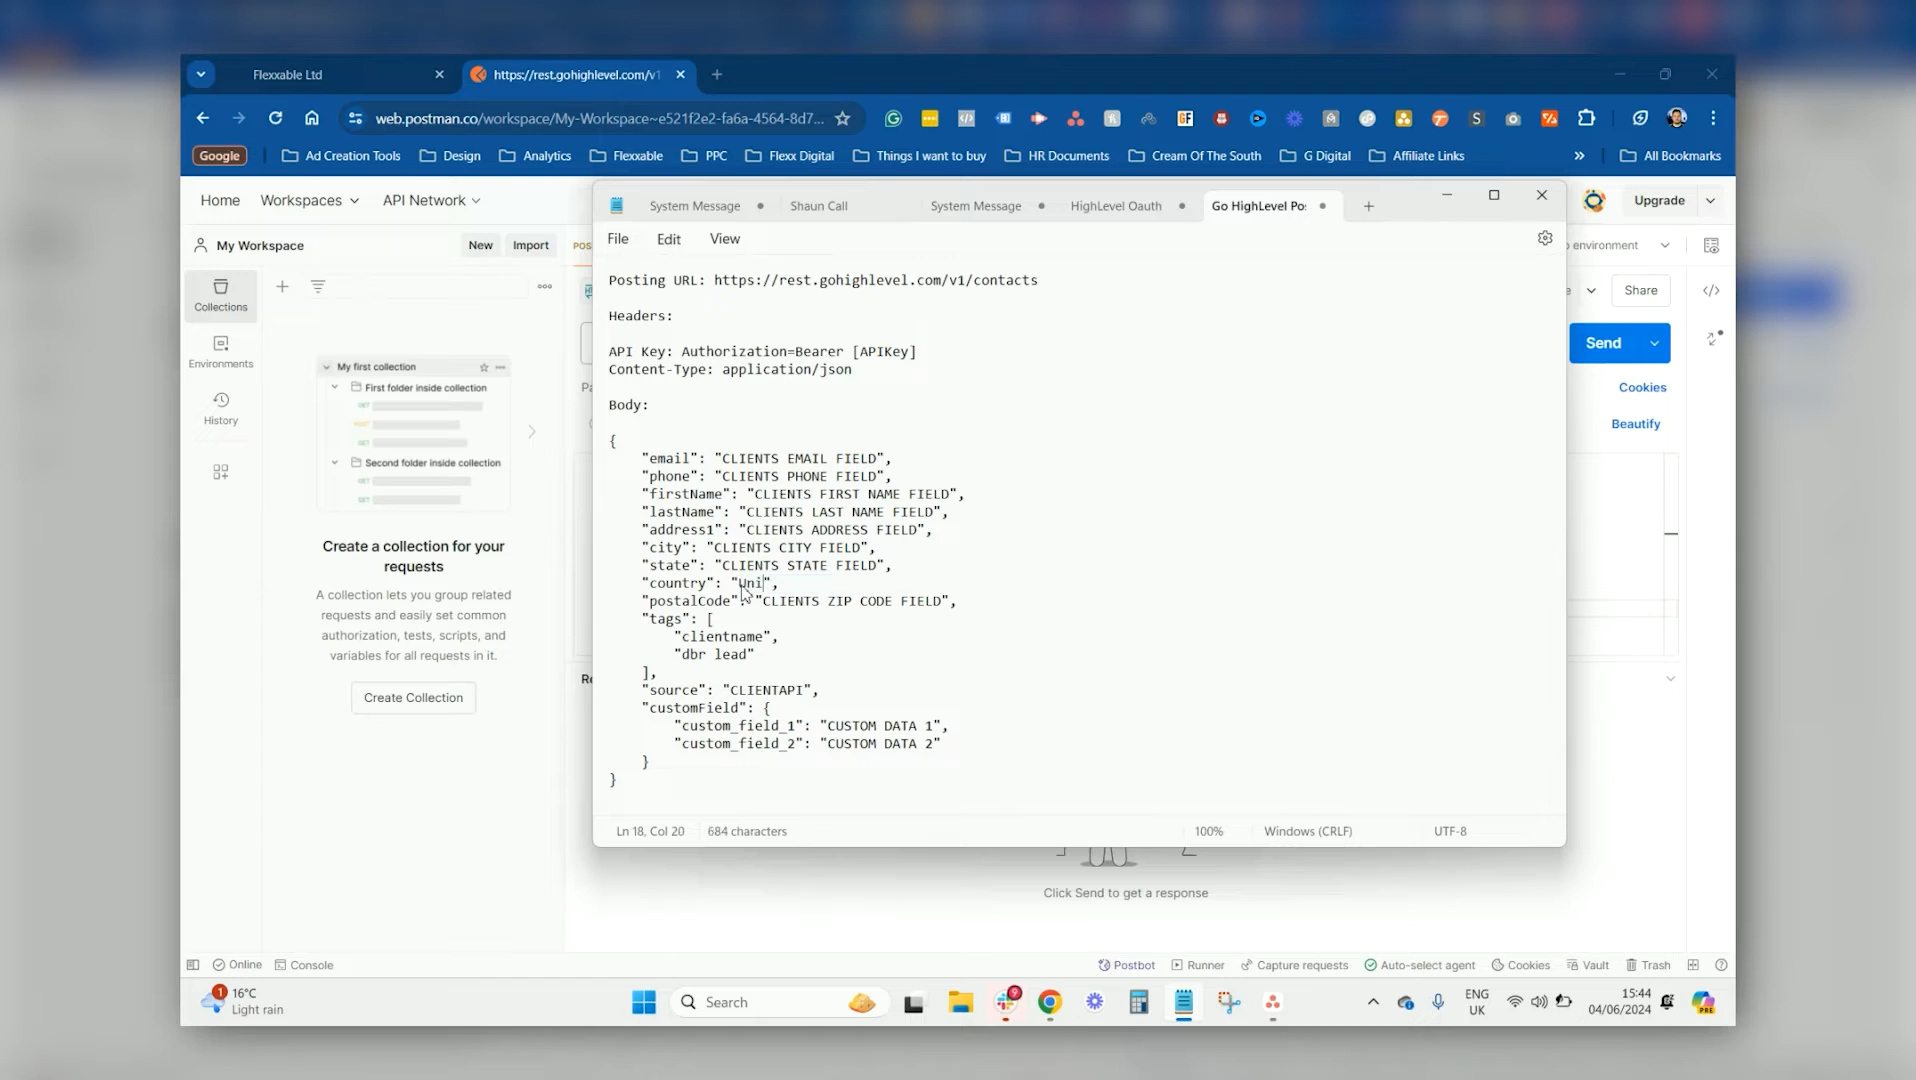 Flexxable Ltd
https://rest.gohighlevel.com/v1
web.postman.co/workspace/My-Workspace~e521f2e2-fa6a-4564-8d7...
Google
Ad Creation Tools
Design
Analytics
Flexxable
PPC
Flexx Digital
Things I want to buy
HR Documents
Cream Of The South
G Digital
Affiliate Links
All Bookmarks
Home
Workspaces
API Network
Upgrade
My Workspace
New
Import
POS
environment
Collections
Environments
History
My first collection
First folder inside collection
Second folder inside collection
Create a collection for your
requests
A collection lets you group related
requests and easily set common
authorization, tests, scripts, and
variables for all requests in it.
Create Collection
Share
Send
Cookies
Beautify
System Message
Shaun Call
System Message
HighLevel Oauth
Go HighLevel Pos
File
Edit
View
Posting URL: https://rest.gohighlevel.com/v1/contacts
Headers:
API Key: Authorization=Bearer [APIKey]
Content-Type: application/json
Body:
{
"email": "CLIENTS EMAIL FIELD",
"phone": "CLIENTS PHONE FIELD",
"firstName": "CLIENTS FIRST NAME FIELD",
"lastName": "CLIENTS LAST NAME FIELD",
"address1": "CLIENTS ADDRESS FIELD",
"city": "CLIENTS CITY FIELD",
"state": "CLIENTS STATE FIELD",
"country": "Uni",
"postalCode": "CLIENTS ZIP CODE FIELD",
"tags": [
"clientname",
"dbr lead"
],
"source": "CLIENTAPI",
"customField": {
"custom_field_1": "CUSTOM DATA 1",
"custom_field_2": "CUSTOM DATA 2"
}
}
Ln 18, Col 20
684 characters
100%
Windows (CRLF)
UTF-8
Click Send to get a response
Online
Console
Postbot
Runner
Capture requests
Auto-select agent
Cookies
Vault
Trash
1
16°C
Light rain
Search
9
ENG
UK
15:44
04/06/2024
PRE